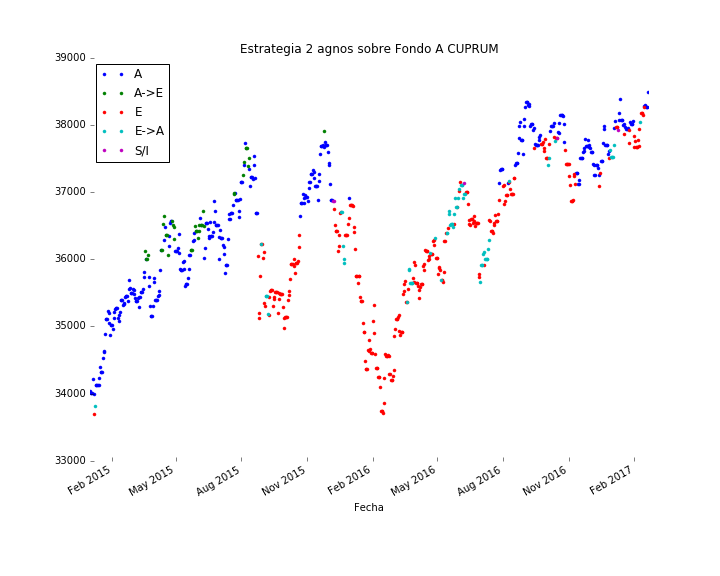 Estrategia 2 agnos sobre Fondo A CUPRUM
39000
38000
37000
36000
35000
34000
33000
A
A->E
E
E->A
S/I
Feb 2015
May 2015
Aug 2015
Nov 2015
Feb 2016
May 2016
Aug 2016
Nov 2016
Feb 2017
Fecha